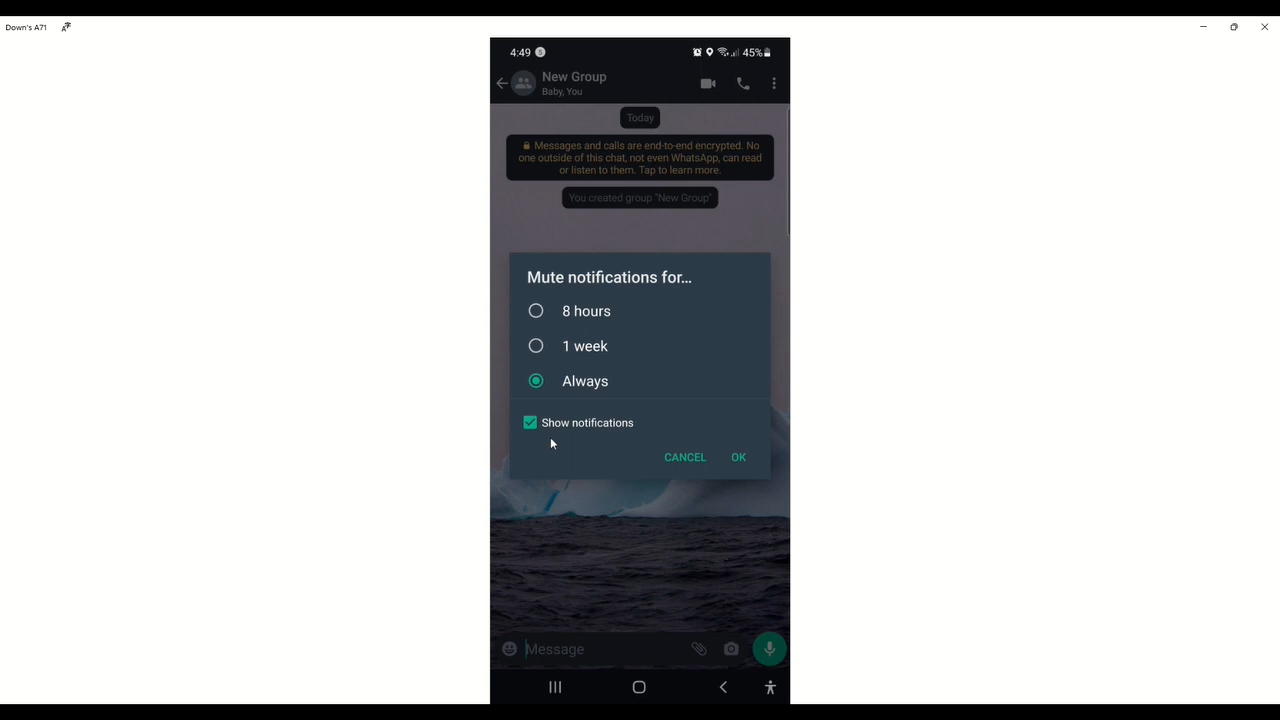 Down's A71
4:49 S 45%
New Group
Baby, You
Today
Messages and calls are end-to-end encrypted. No
one outside of this chat, not even WhatsApp, can read
or listen to them. Tap to learn more.
You created group "New Group"
Mute notifications for...
8 hours
1 week
Always
Show notifications
CANCEL OK
Message